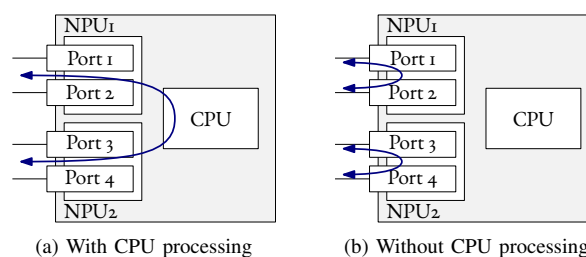 NPU1
Port 1
Port 2
CPU
Port 3
Port 4
NPU2
(a) With CPU processing
NPU1
Port 1
Port 2
CPU
Port 3
Port 4
NPU2
(b) Without CPU processing